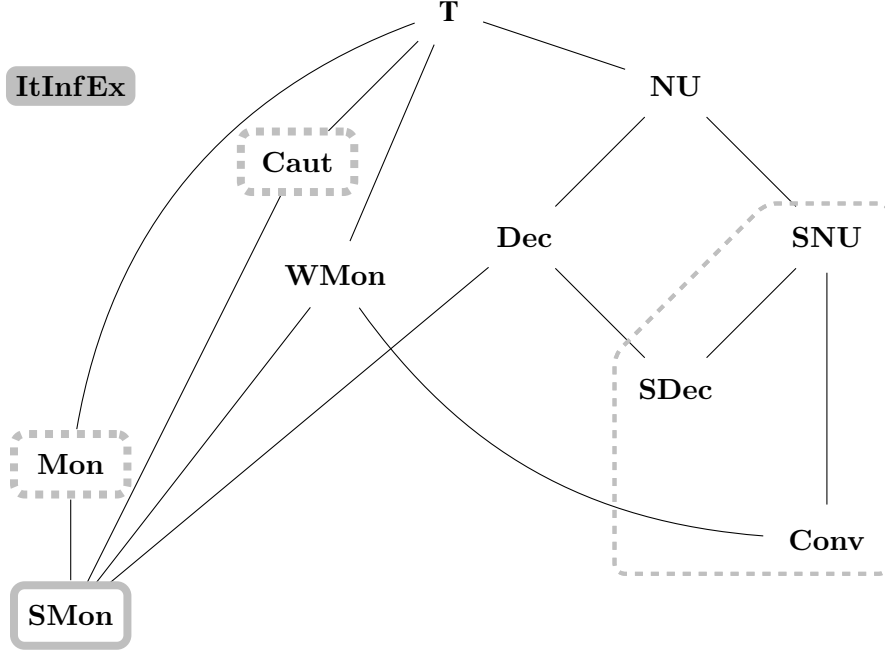 T
ItInfEx
NU
Caut
Dec
SNU
WMon
SDec
Mon
Conv
SMon